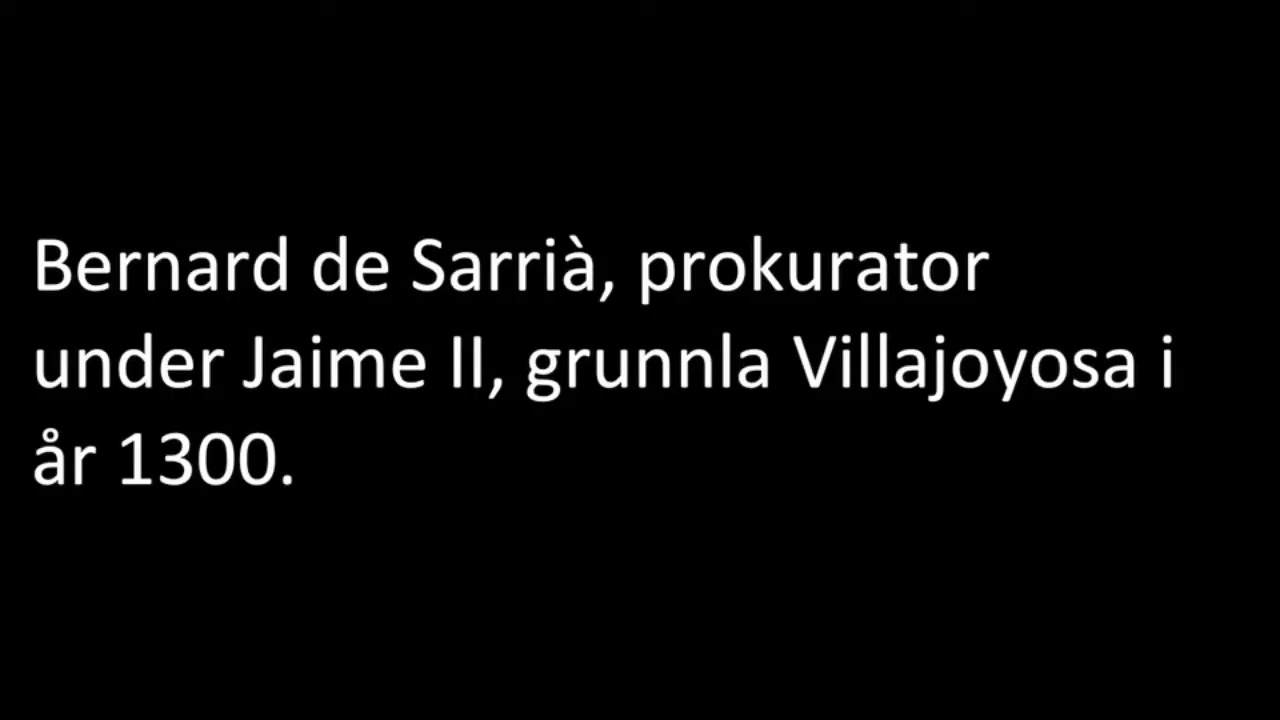 Bernard de Sarrià, prokurator
under Jaime II, grunnla Villajoyosa i
år 1300.